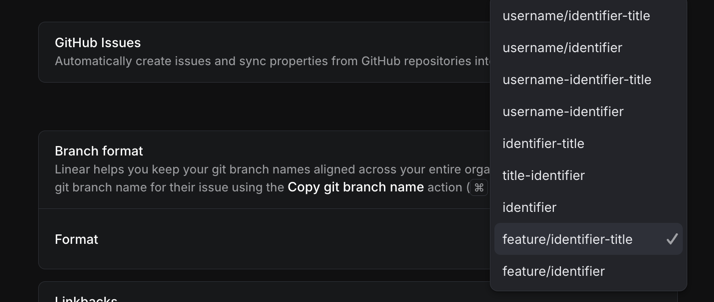 GitHub Issues
Automatically create issues and sync properties from GitHub repositories
Branch format
Linear helps you keep your git branch names aligned across your entire
git branch name for their issue using the Copy git branch name action (⌘
Format
Linkbacks
username/identifier-title
username/identifier
username-identifier-title
username-identifier
identifier-title
title-identifier
identifier
feature/identifier-title
feature/identifier